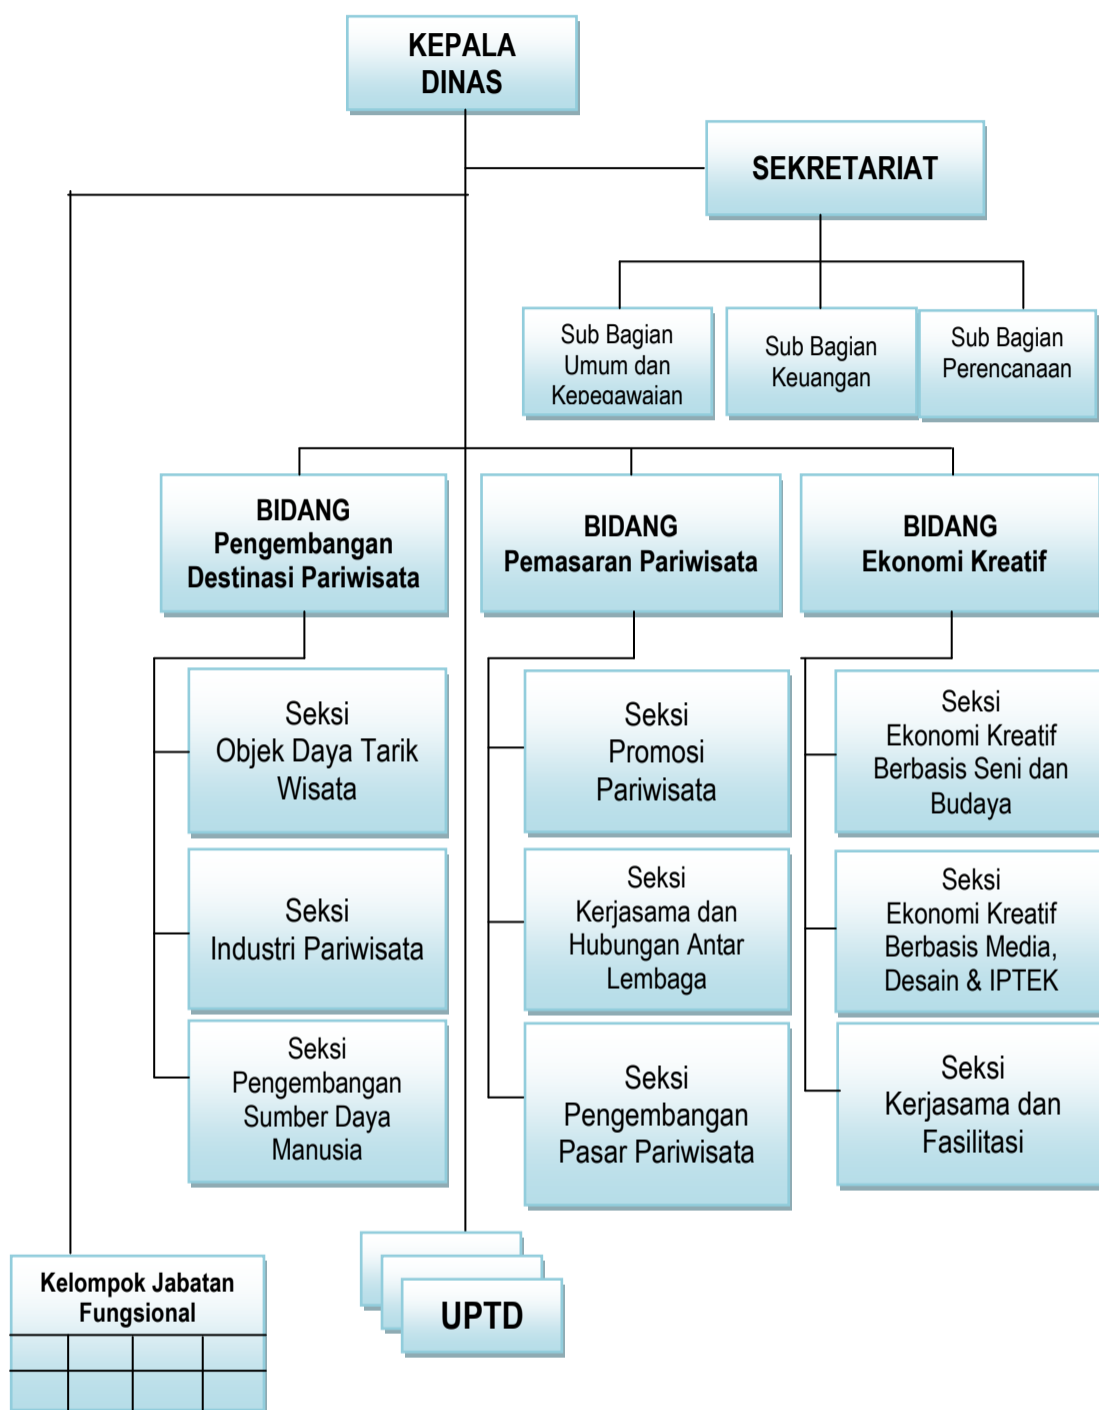 KEPALA
DINAS
SEKRETARIAT
Sub Bagian
Umum dan
Kepegawaian
Sub Bagian
Keuangan
Sub Bagian
Perencanaan
BIDANG
Pengembangan
Destinasi Pariwisata
BIDANG
Pemasaran Pariwisata
BIDANG
Ekonomi Kreatif
Seksi
Objek Daya Tarik
Wisata
Seksi
Industri Pariwisata
Seksi
Pengembangan
Sumber Daya
Manusia
Seksi
Promosi
Pariwisata
Seksi
Kerjasama dan
Hubungan Antar
Lembaga
Seksi
Pengembangan
Pasar Pariwisata
Seksi
Ekonomi Kreatif
Berbasis Seni dan
Budaya
Seksi
Ekonomi Kreatif
Berbasis Media,
Desain & IPTEK
Seksi
Kerjasama dan
Fasilitasi
Kelompok Jabatan
Fungsional
UPTD